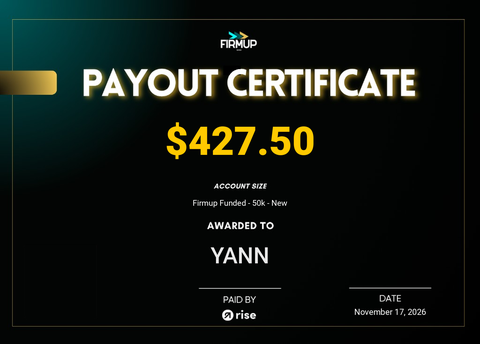 FIRMUP
PAYOUT CERTIFICATE
$427.50
ACCOUNT SIZE
Firmup Funded - 50k - New
AWARDED TO
YANN
PAID BY
rise
DATE
November 17, 2026